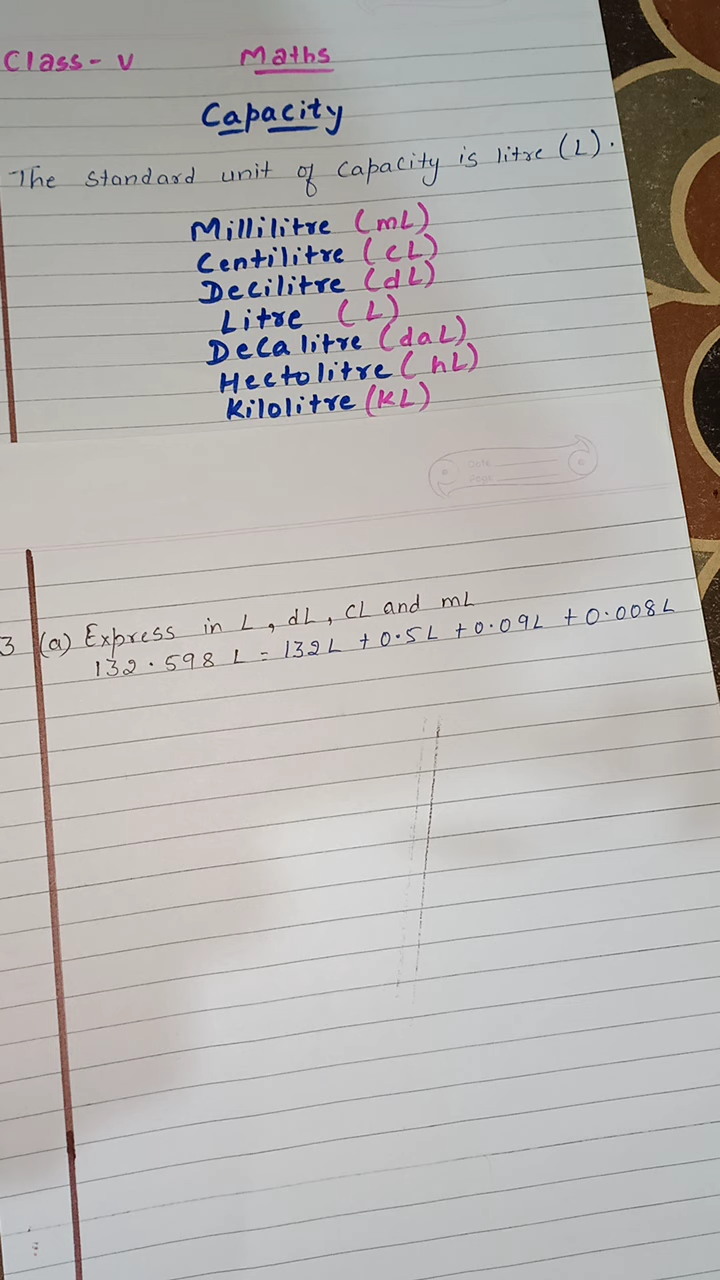 Class- V Maths
Capacity
The standard unit of capacity is litre (L).
Millilitre (mL)
Centilitre (cL)
Decilitre (dL)
Litre (L)
Decalitre (daL)
Hectolitre (hL)
Kilolitre (KL)
Date
Page
3 (a) Express in L, dL, CL and mL
132.598 L = 132L + 0.5L + 0.09L + 0.008L